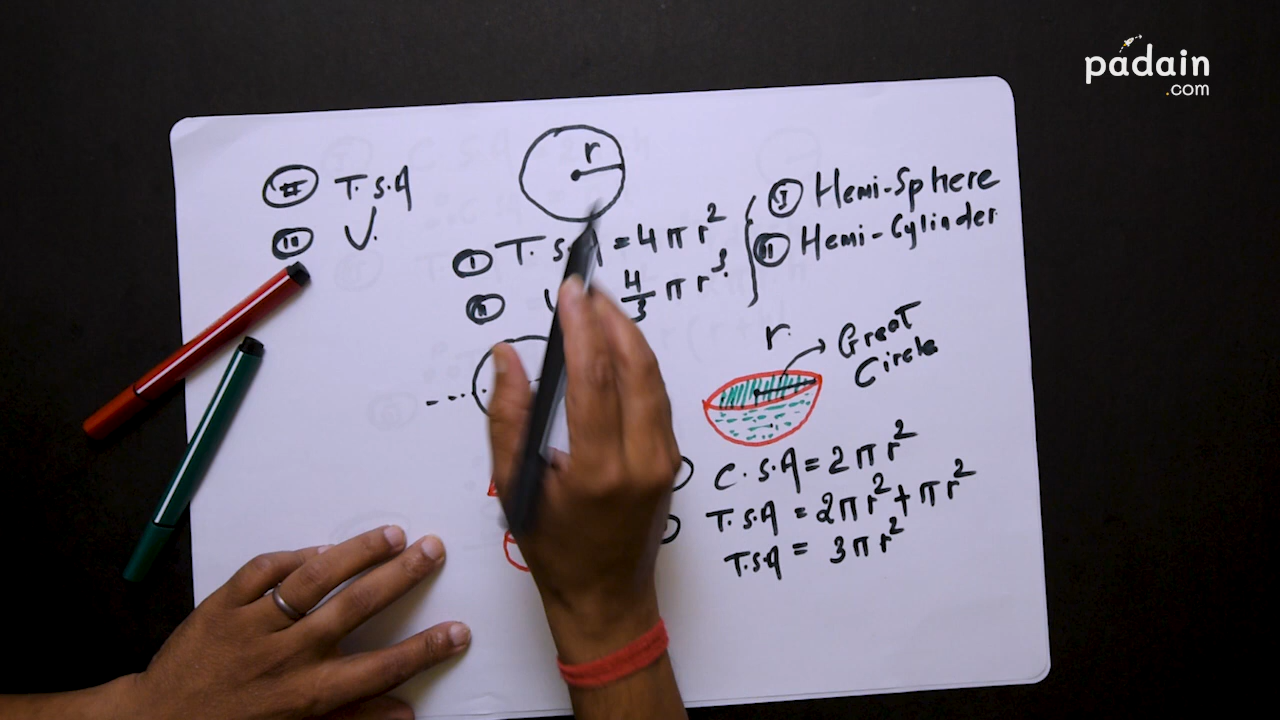 padain
.com
II T.S.A
III V.
r
I T.S.A = 4πr²
II 4/3 πr³.
I Hemi-Sphere
II Hemi-Cylinder
r.
Great
Circle
C.S.A = 2πr²
T.S.A = 2πr² + πr²
T.S.A = 3πr²